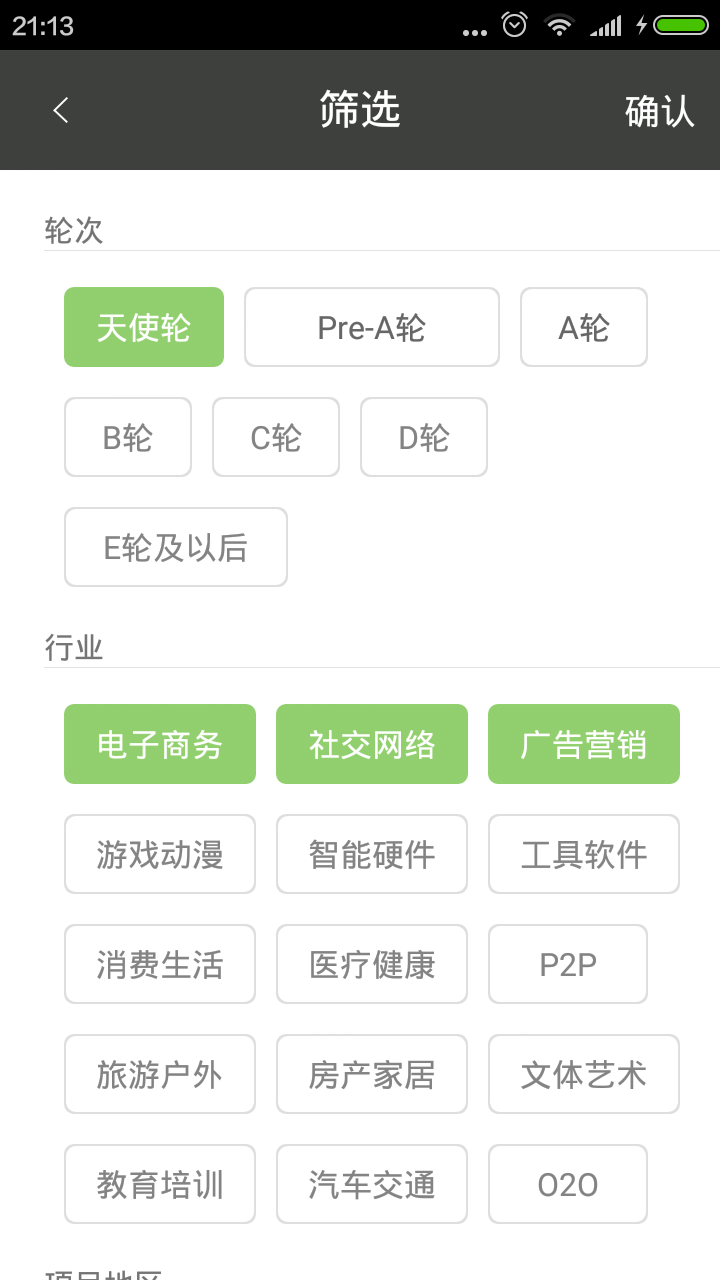 21:13
筛选
确认
轮次
天使轮 Pre-A轮 A轮
B轮 C轮 D轮
E轮及以后
行业
电子商务 社交网络 广告营销
游戏动漫 智能硬件 工具软件
消费生活 医疗健康 P2P
旅游户外 房产家居 文体艺术
教育培训 汽车交通 O2O
项目地区